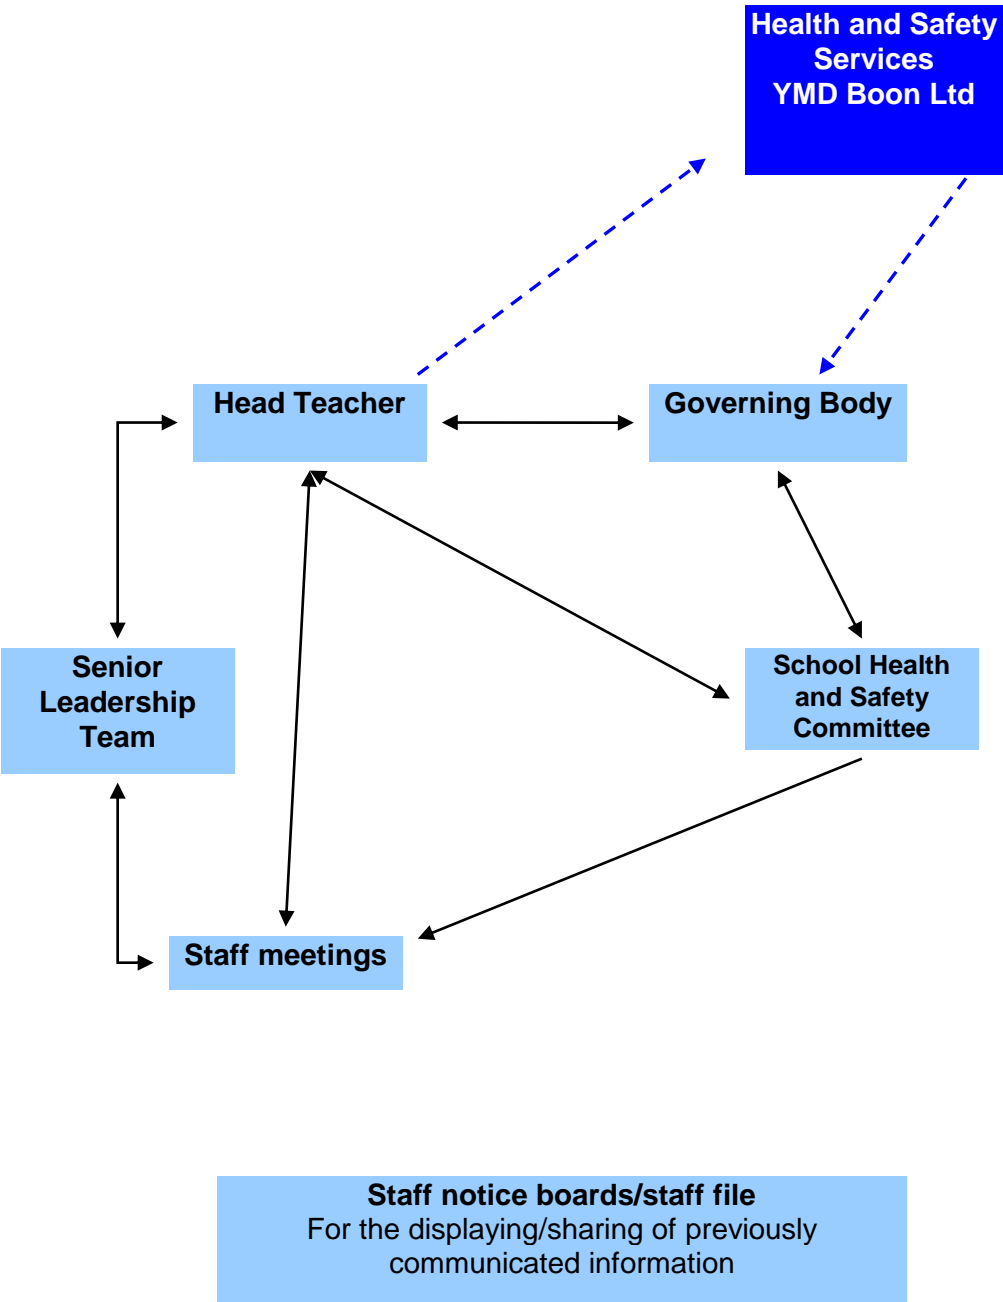 Health and Safety
Services
YMD Boon Ltd
Head Teacher
Governing Body
Senior
Leadership
Team
School Health
and Safety
Committee
Staff meetings
Staff notice boards/staff file
For the displaying/sharing of previously
communicated information